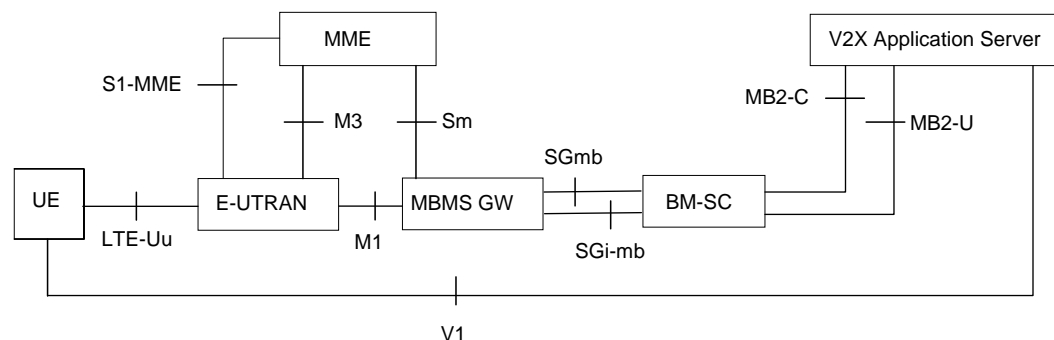 MME
V2X Application Server
S1-MME
MB2-C
M3
Sm
MB2-U
SGmb
UE
E-UTRAN
MBMS GW
BM-SC
LTE-Uu
M1
SGi-mb
V1